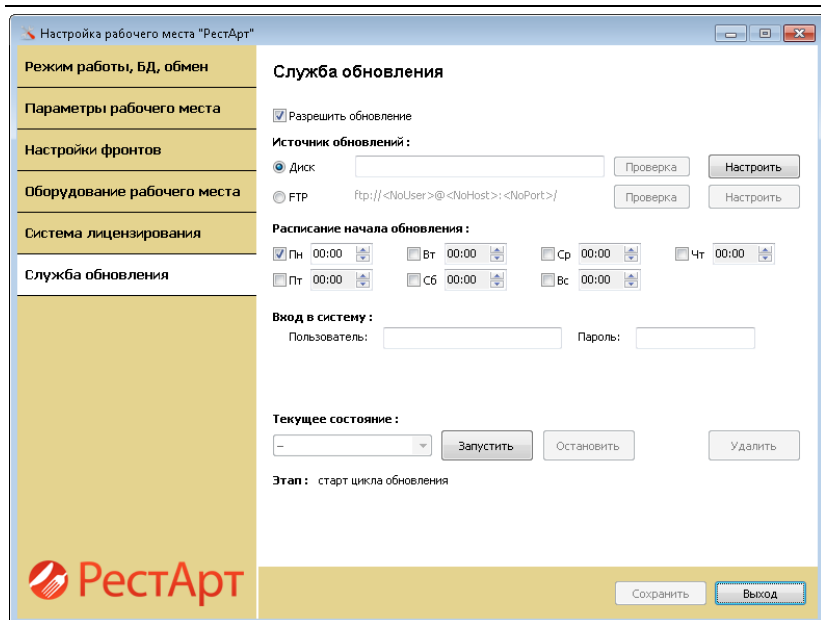 Настройка рабочего места "РестАрт"
Режим работы, БД, обмен
Параметры рабочего места
Настройки фронтов
Оборудование рабочего места
Система лицензирования
Служба обновления
Служба обновления
Разрешить обновление
Источник обновлений :
Диск Проверка Настроить
FTP ftp://<NoUser>@<NoHost>:<NoPort>/ Проверка Настроить
Расписание начала обновления :
Пн 00:00 Вт 00:00 Ср 00:00 Чт 00:00
Пт 00:00 Сб 00:00 Вс 00:00
Вход в систему :
Пользователь: Пароль:
Текущее состояние :
– Запустить Остановить Удалить
Этап : старт цикла обновления
РестАрт
Сохранить Выход